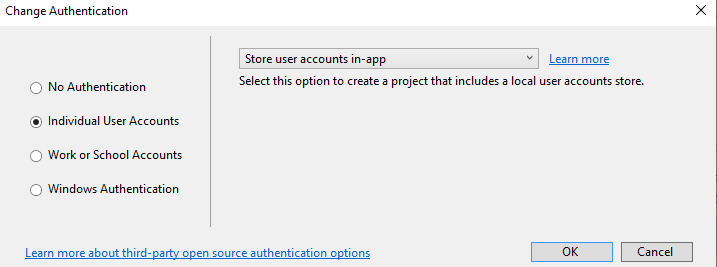 Change Authentication
No Authentication
Individual User Accounts
Work or School Accounts
Windows Authentication
Store user accounts in-app
Learn more
Select this option to create a project that includes a local user accounts store.
Learn more about third-party open source authentication options
OK
Cancel